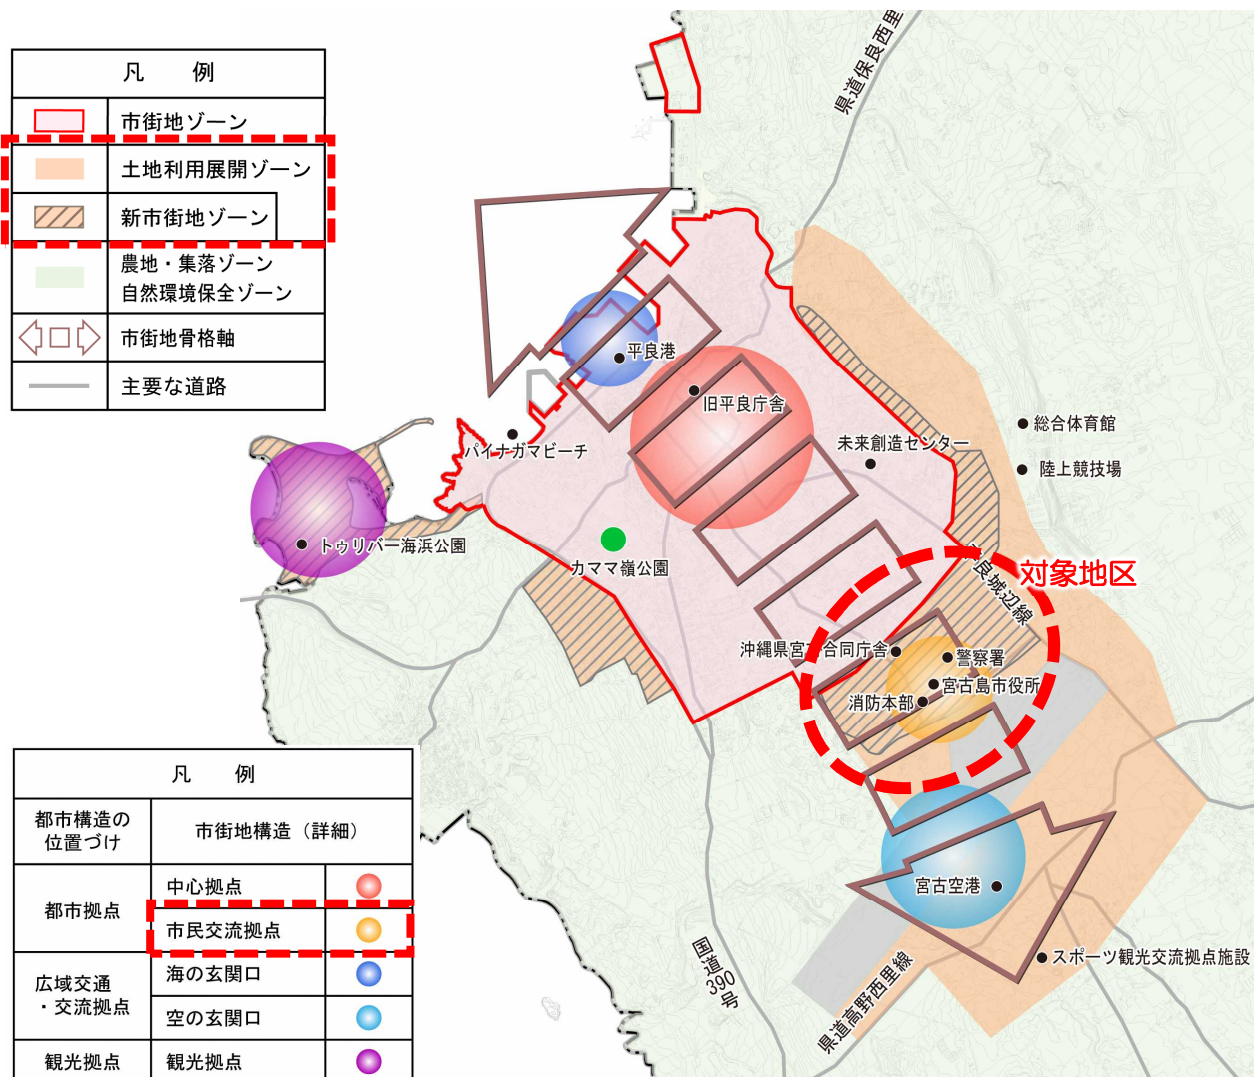 凡　例
市街地ゾーン
土地利用展開ゾーン
新市街地ゾーン
農地・集落ゾーン
自然環境保全ゾーン
市街地骨格軸
主要な道路
県道保良西里
平良港
旧平良庁舎
未来創造センター
総合体育館
陸上競技場
パイナガマビーチ
トゥリバー海浜公園
カママ嶺公園
対象地区
良城辺線
沖縄県宮古合同庁舎
警察署
宮古島市役所
消防本部
宮古空港
スポーツ観光交流拠点施設
国道390号
県道高野西里線
凡　例
都市構造の
位置づけ
市街地構造（詳細）
都市拠点
中心拠点
市民交流拠点
広域交通
・交流拠点
海の玄関口
空の玄関口
観光拠点
観光拠点